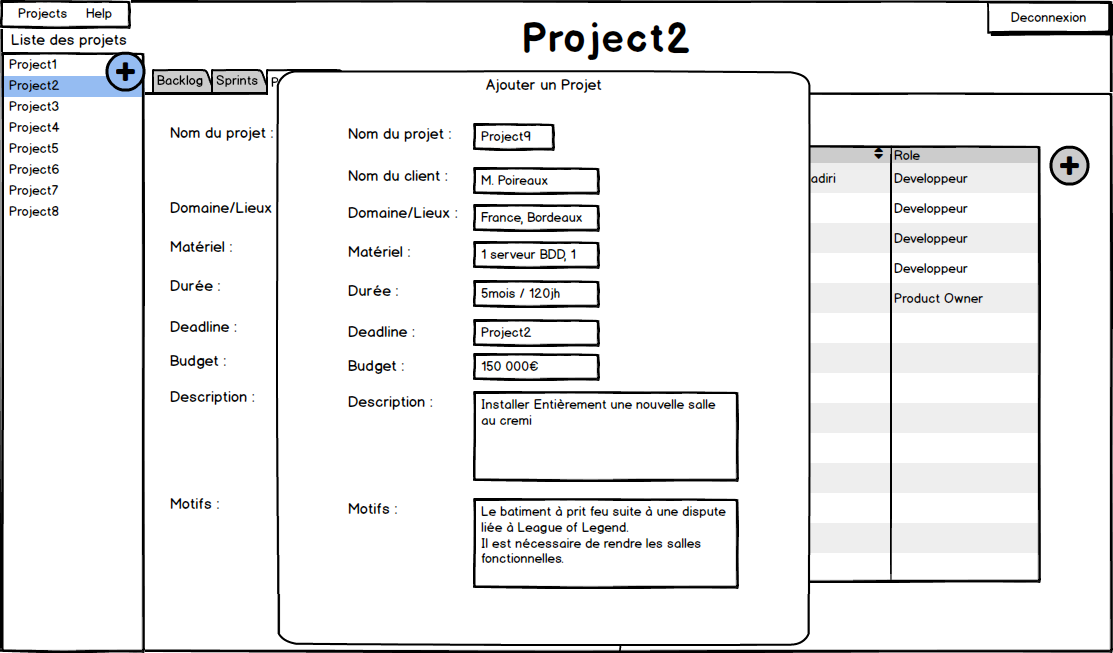 Projects Help
Deconnexion
Project2
Liste des projets
Project1
Project2
Project3
Project4
Project5
Project6
Project7
Project8
Backlog Sprints P
Nom du projet :
Domaine/Lieux
Matériel :
Durée :
Deadline :
Budget :
Description :
Motifs :
Ajouter un Projet
Nom du projet : Project9
Nom du client : M. Poireaux
Domaine/Lieux : France, Bordeaux
Matériel : 1 serveur BDD, 1
Durée : 5mois / 120jh
Deadline : Project2
Budget : 150 000€
Description : Installer Entièrement une nouvelle salle
au cremi
Motifs : Le batiment à prit feu suite à une dispute
liée à League of Legend.
Il est nécessaire de rendre les salles
fonctionnelles.
Role
adiri Developpeur
Developpeur
Developpeur
Developpeur
Product Owner